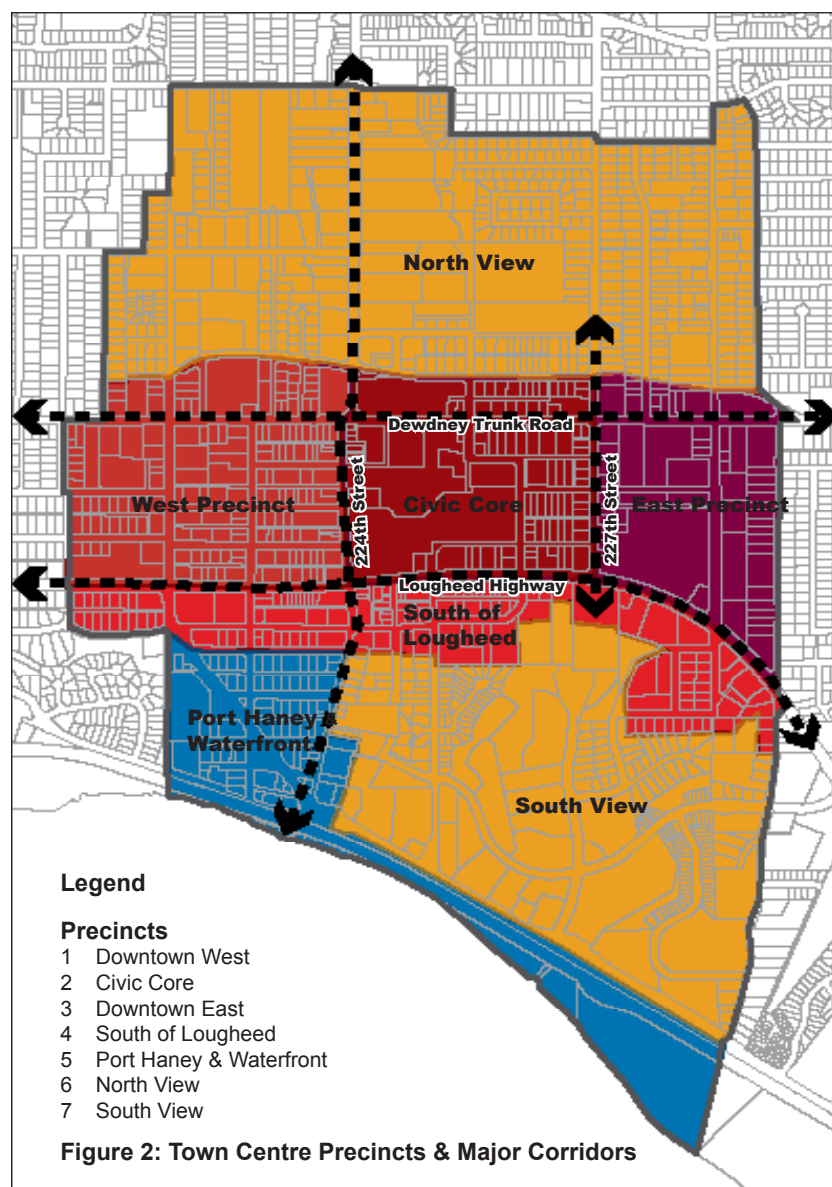 North View
Dewdney Trunk Road
West Precinct
224th Street
Civic Core
227th Street
East Precinct
Lougheed Highway
South of
Lougheed
Port Haney &
Waterfront
South View
Legend
Precincts
1 Downtown West
2 Civic Core
3 Downtown East
4 South of Lougheed
5 Port Haney & Waterfront
6 North View
7 South View
Figure 2: Town Centre Precincts & Major Corridors